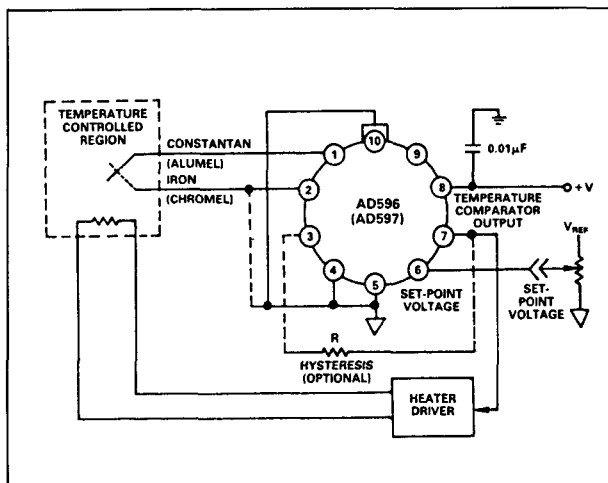 TEMPERATURE
CONTROLLED
REGION
CONSTANTAN
(ALUMEL)
IRON
(CHROMEL)
10
1
9
2
8
AD596
(AD597)
3
7
4
5
6
0.01µF
+V
TEMPERATURE
COMPARATOR
OUTPUT
VREF
SET-POINT
VOLTAGE
SET-
POINT
VOLTAGE
R
HYSTERESIS
(OPTIONAL)
HEATER
DRIVER